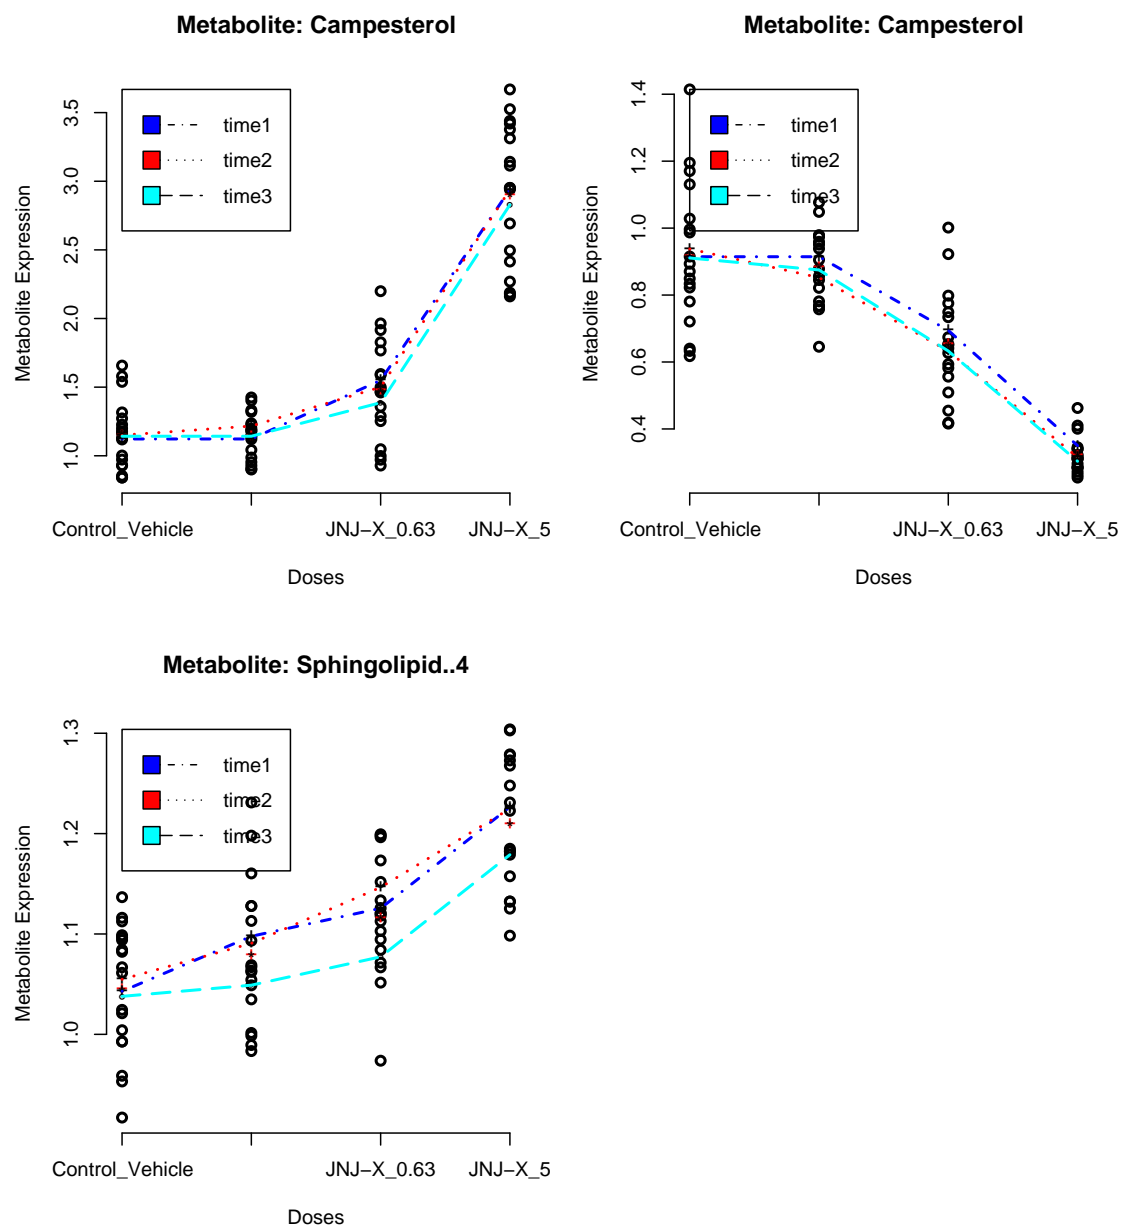 Metabolite: Campesterol
Metabolite Expression
3.5
3.0
2.5
2.0
1.5
1.0
time1
time2
time3
Control_Vehicle
JNJ−X_0.63
JNJ−X_5
Doses
Metabolite: Campesterol
Metabolite Expression
1.4
1.2
1.0
0.8
0.6
0.4
time1
time2
time3
Control_Vehicle
JNJ−X_0.63
JNJ−X_5
Doses
Metabolite: Sphingolipid..4
Metabolite Expression
1.3
1.2
1.1
1.0
time1
time2
time3
Control_Vehicle
JNJ−X_0.63
JNJ−X_5
Doses